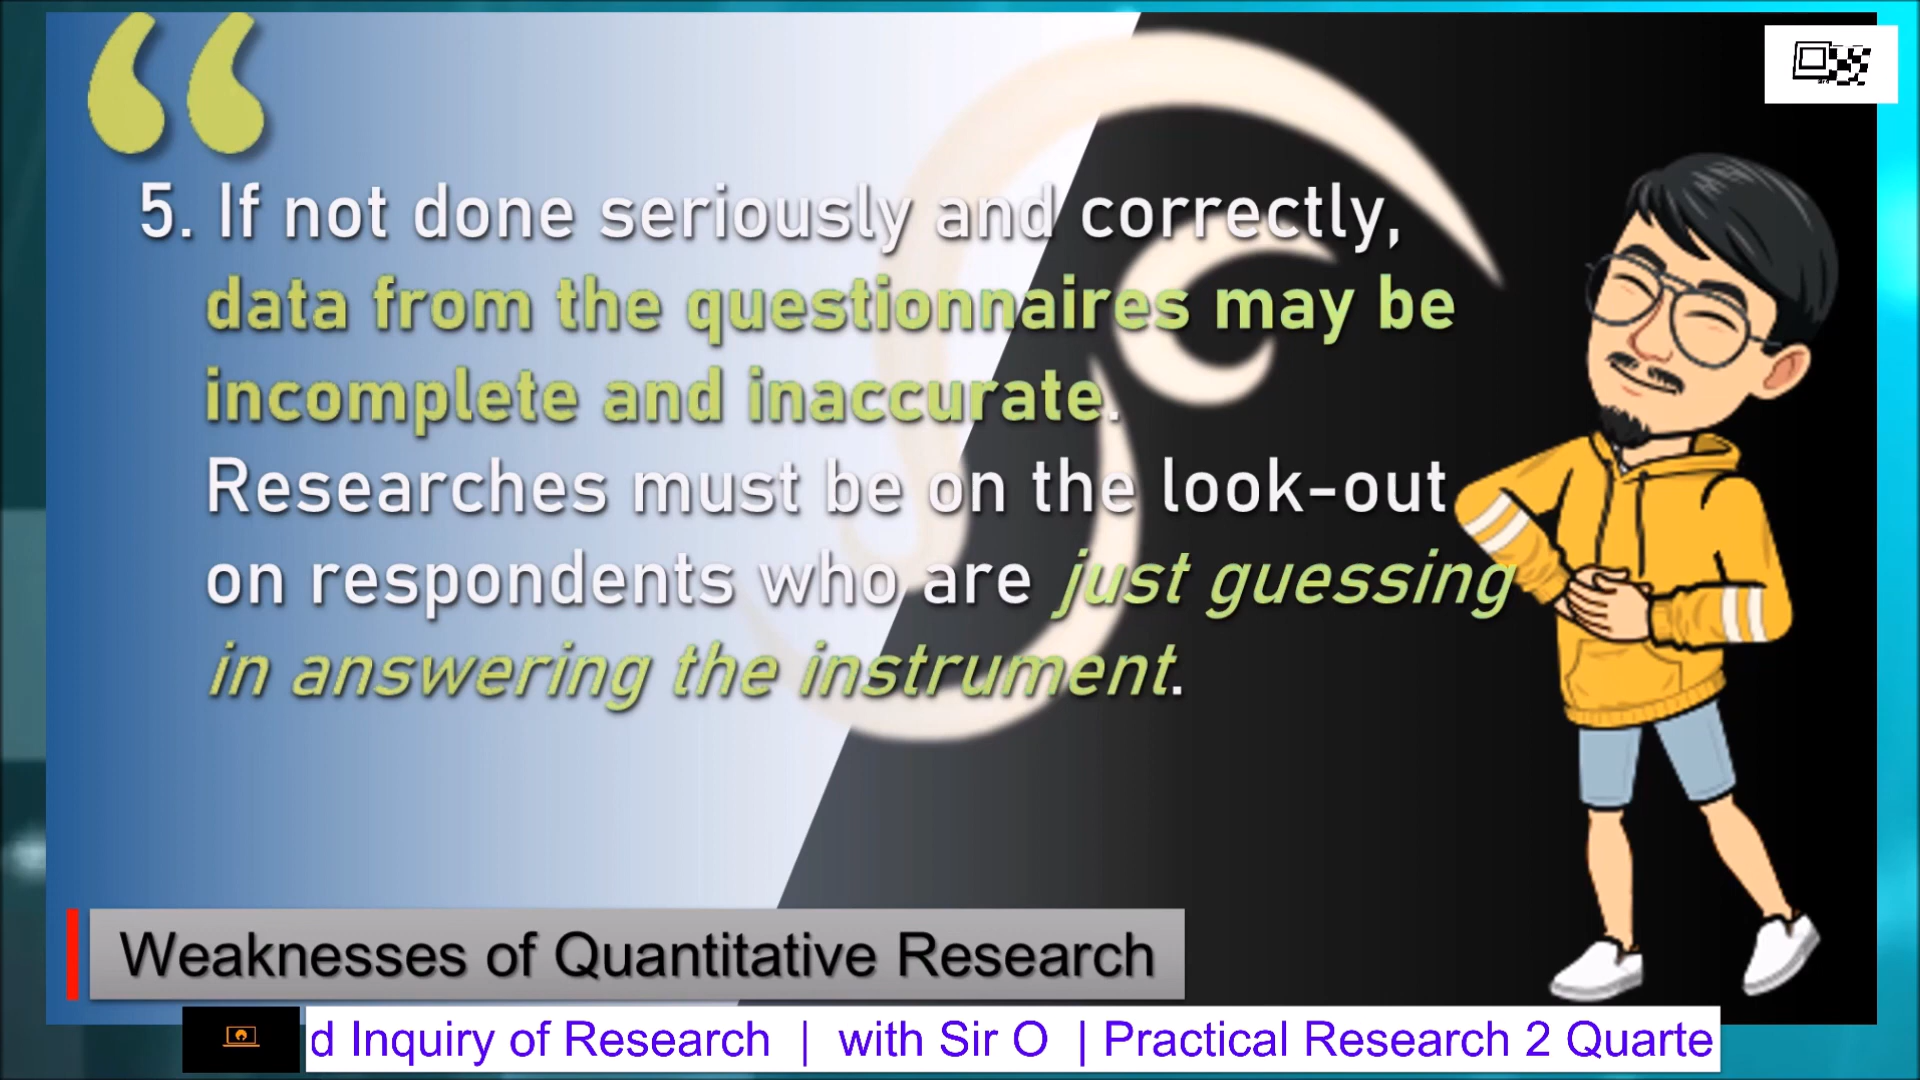 5. If not done seriously and correctly,
data from the questionnaires may be
incomplete and inaccurate.
Researches must be on the look-out
on respondents who are just guessing
in answering the instrument.
Weaknesses of Quantitative Research
d Inquiry of Research | with Sir O | Practical Research 2 Quarte